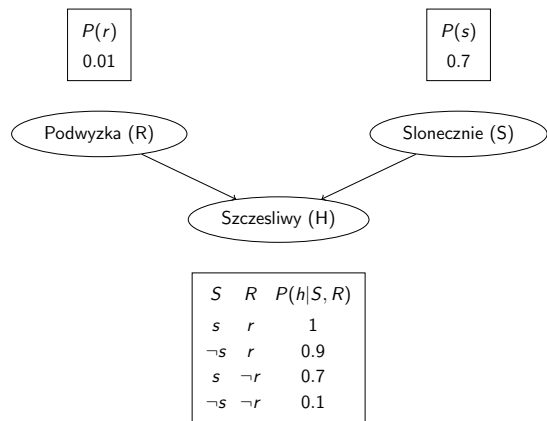 P(r) P(s)
0.01 0.7
Podwyzka (R) Slonecznie (S)
Szczesliwy (H)
S R P(h|S, R)
s r 1
¬s r 0.9
s ¬r 0.7
¬s ¬r 0.1